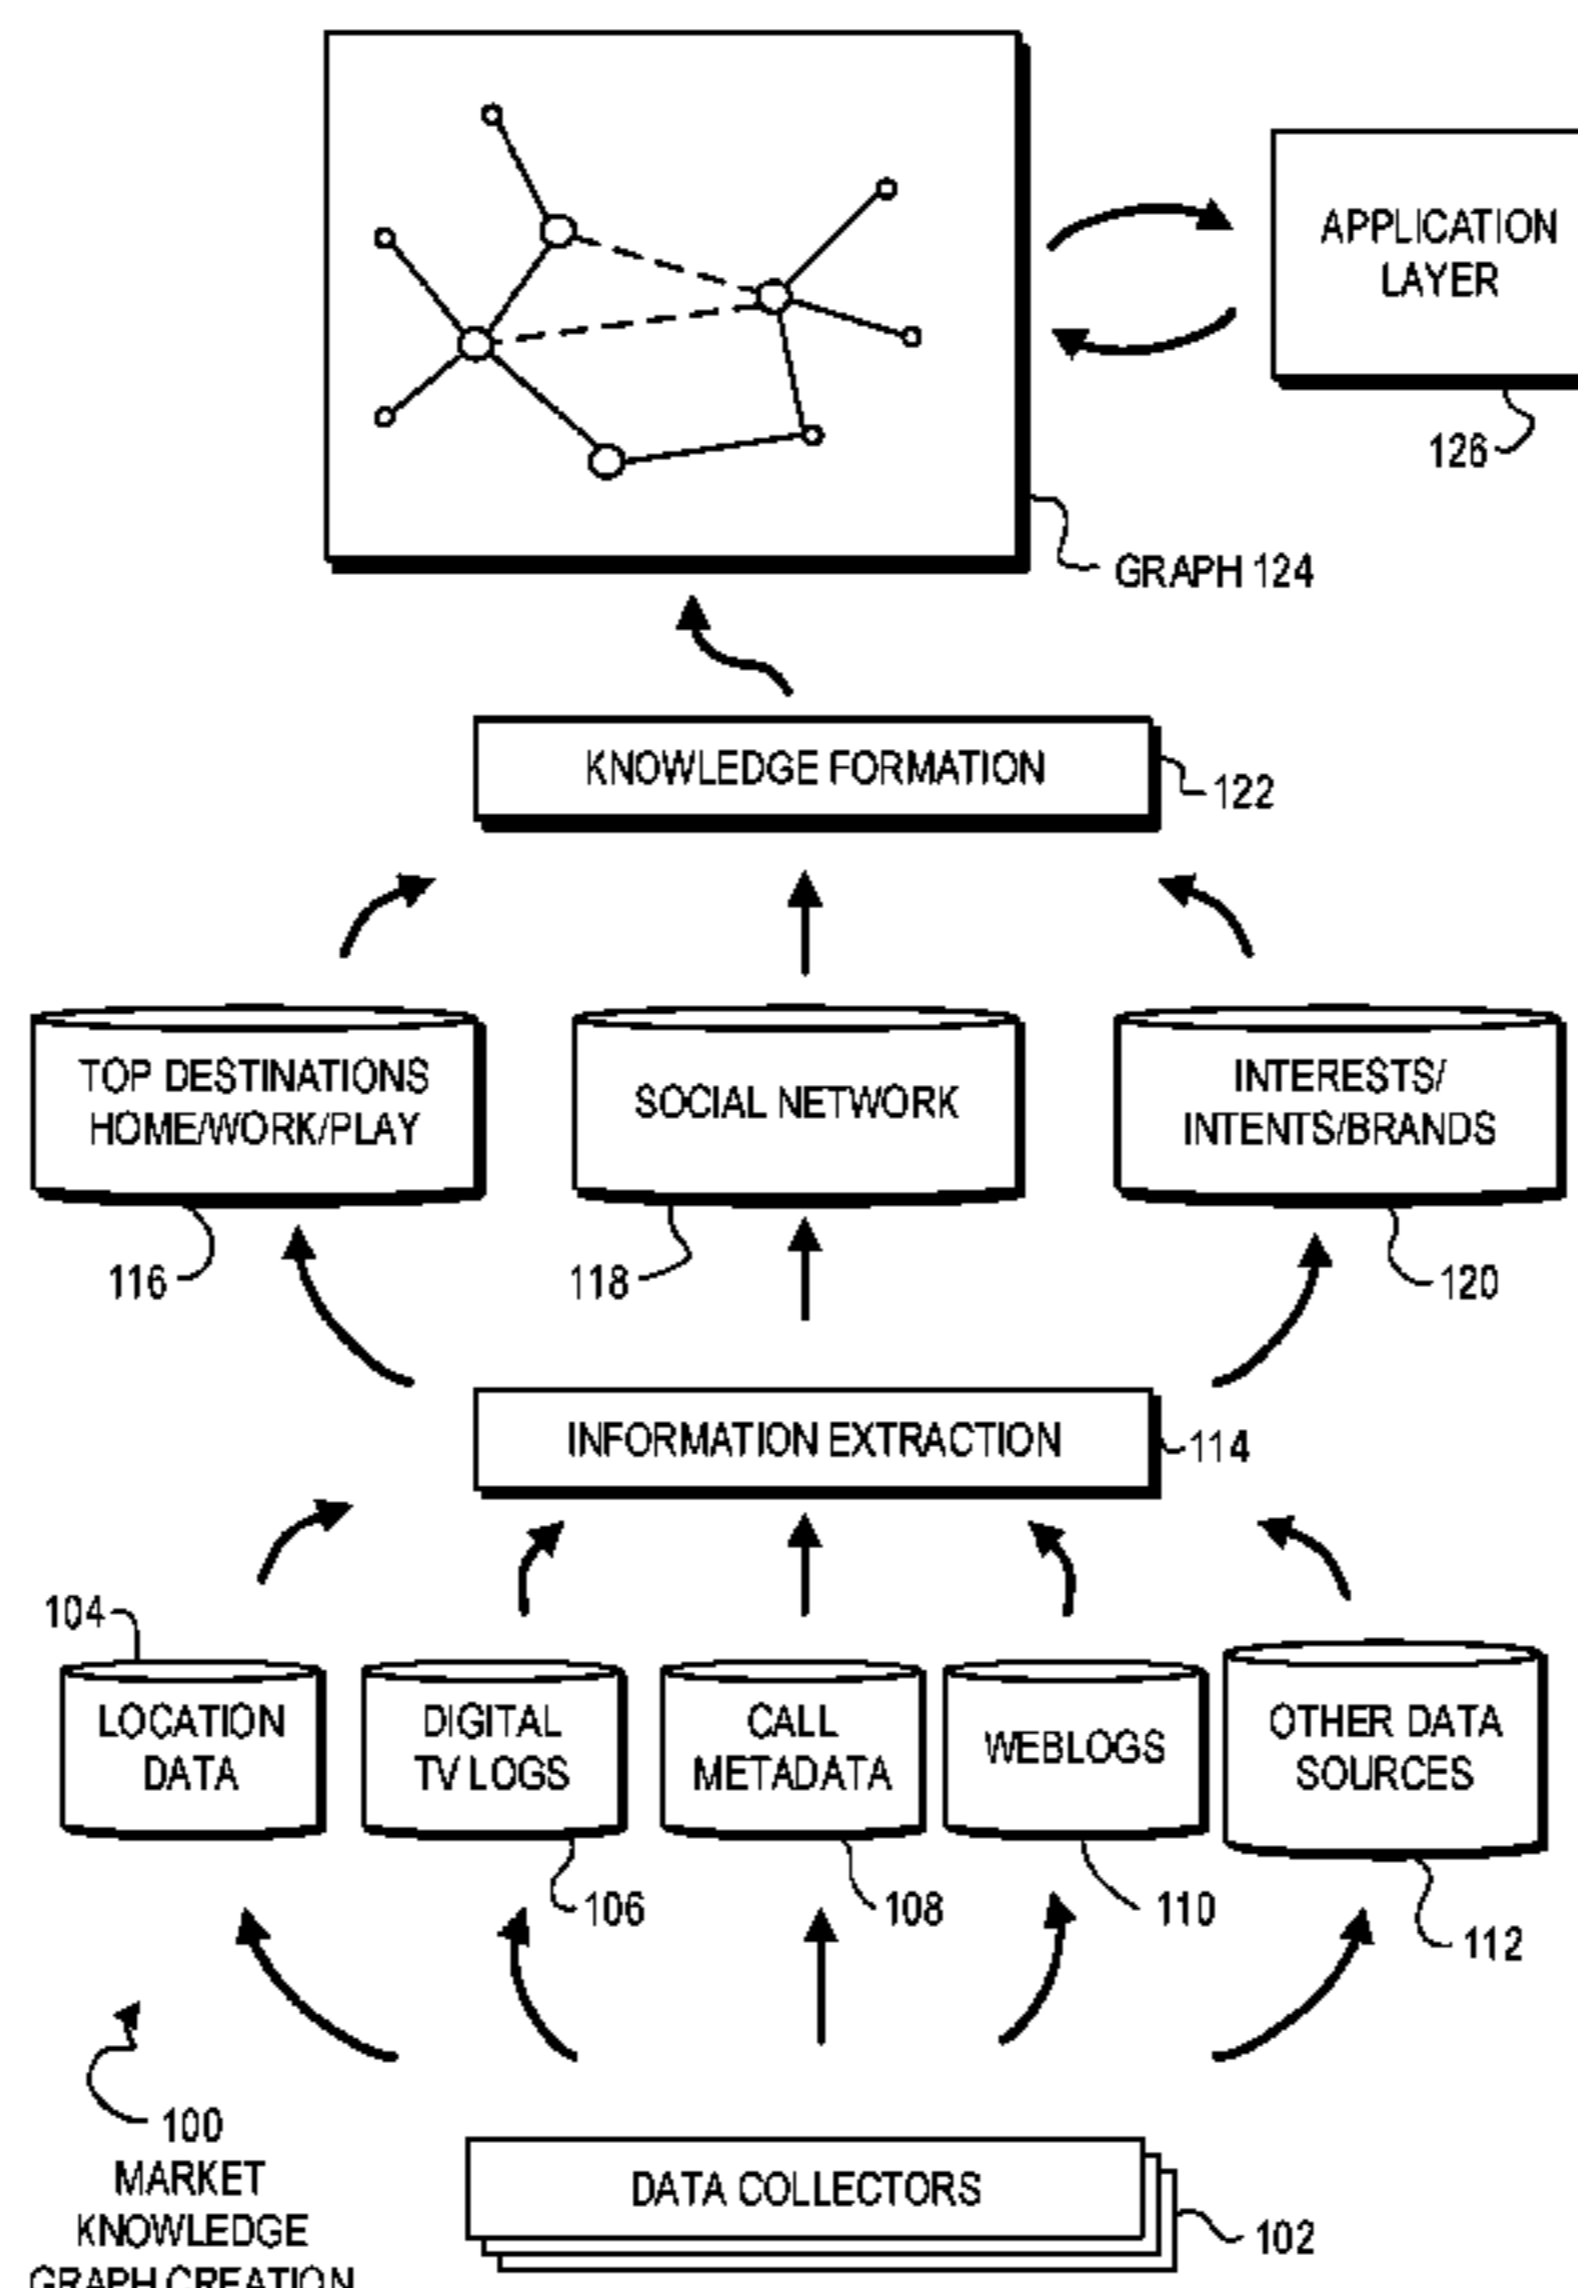 APPLICATION
LAYER
126
GRAPH 124
KNOWLEDGE FORMATION
122
TOP DESTINATIONS
HOME/WORK/PLAY
SOCIAL NETWORK
INTERESTS/
INTENTS/BRANDS
116
118
120
INFORMATION EXTRACTION
114
104
LOCATION
DATA
DIGITAL
TV LOGS
CALL
METADATA
WEBLOGS
OTHER DATA
SOURCES
106
108
110
112
100
MARKET
KNOWLEDGE
GRAPH CREATION
DATA COLLECTORS
102